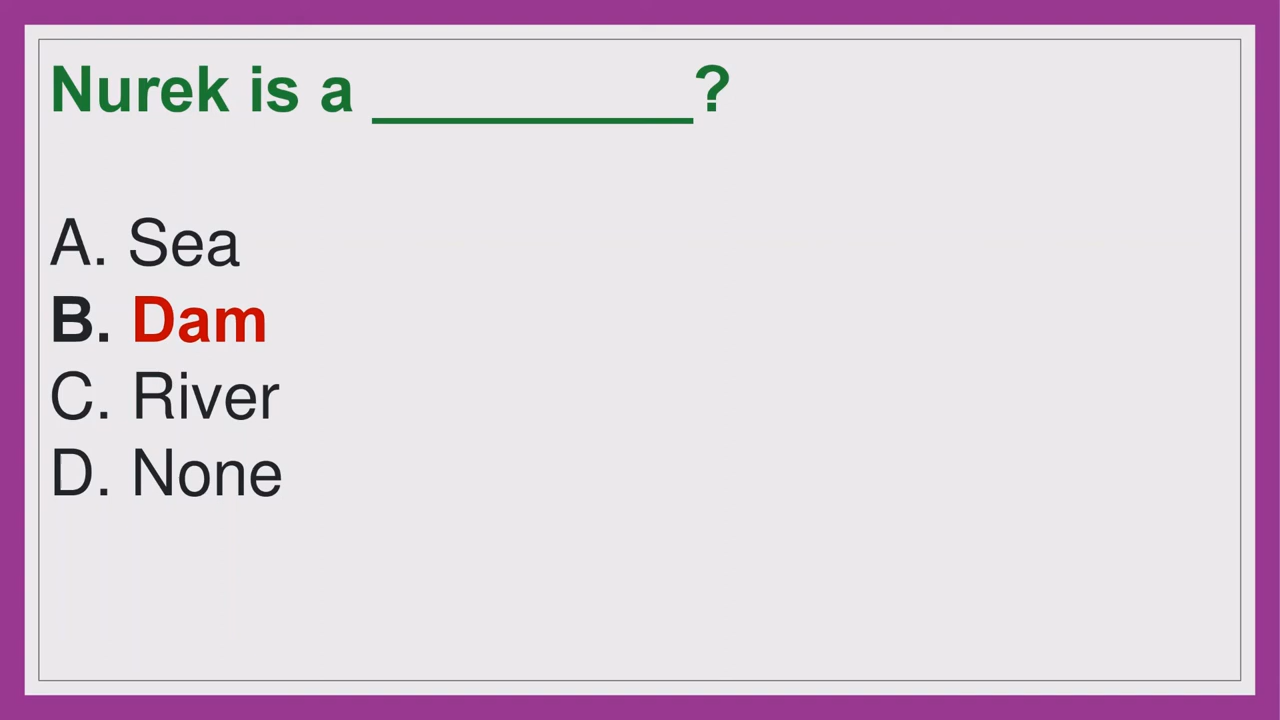 Nurek is a __________?
A. Sea
B. Dam
C. River
D. None